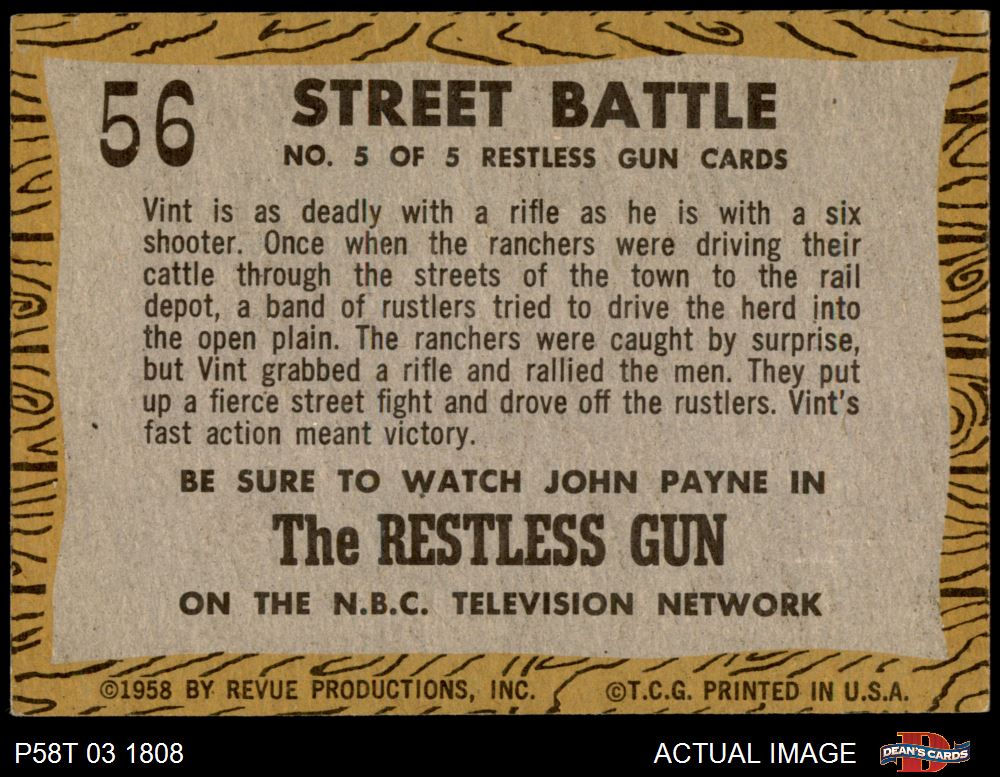 56
STREET BATTLE
NO. 5 OF 5 RESTLESS GUN CARDS
Vint is as deadly with a rifle as he is with a six
shooter. Once when the ranchers were driving their
cattle through the streets of the town to the rail
depot, a band of rustlers tried to drive the herd into
the open plain. The ranchers were caught by surprise,
but Vint grabbed a rifle and rallied the men. They put
up a fierce street fight and drove off the rustlers. Vint's
fast action meant victory.
BE SURE TO WATCH JOHN PAYNE IN
The RESTLESS GUN
ON THE N.B.C. TELEVISION NETWORK
©1958 BY REVUE PRODUCTIONS, INC. ©T.C.G. PRINTED IN U.S.A.
P58T 03 1808 ACTUAL IMAGE DEAN'S CARDS